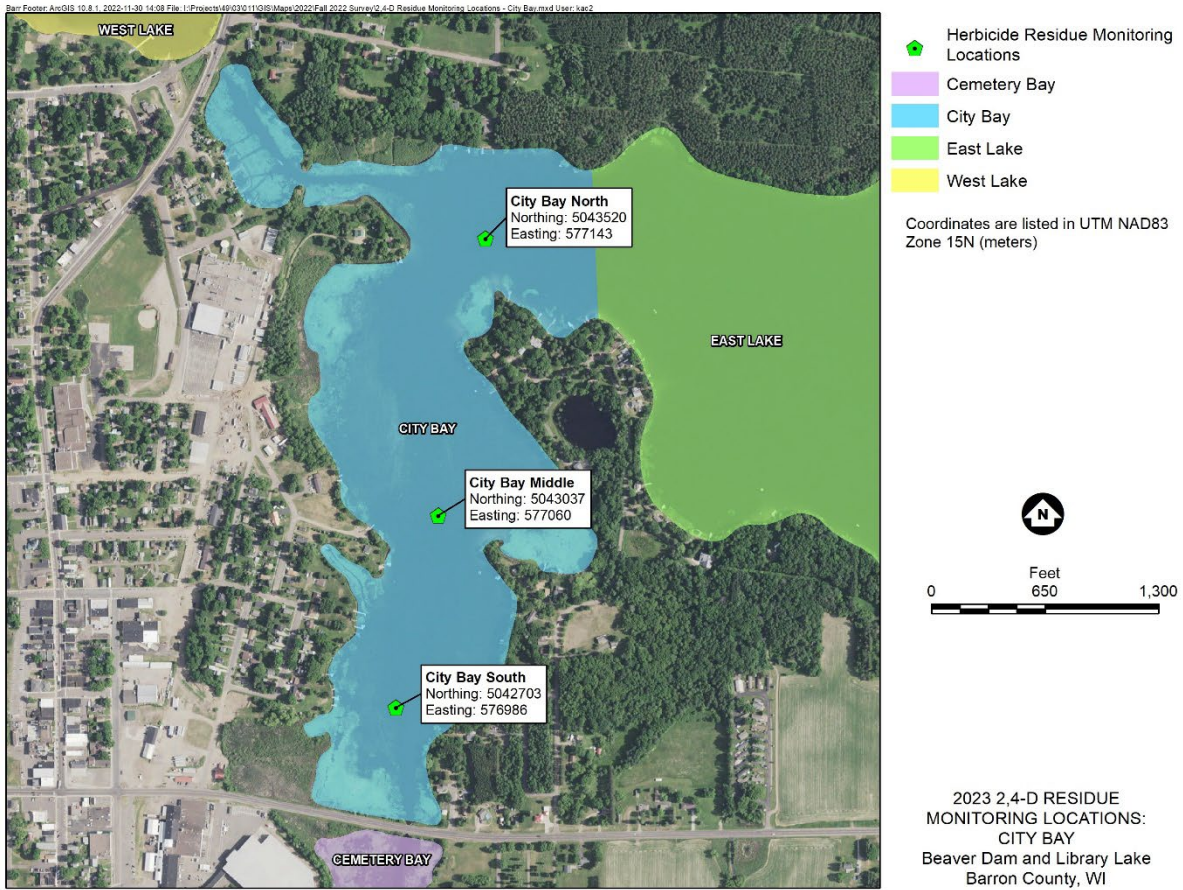 Barr Footer: ArcGIS 10.8.1, 2022-11-30 14:08 File: I:\Projects\49\03\011\GIS\Maps\2022\Fall 2022 Survey\2,4-D Residue Monitoring Locations - City Bay.mxd User: kac2
WEST LAKE
City Bay North
Northing: 5043520
Easting: 577143
EAST LAKE
CITY BAY
City Bay Middle
Northing: 5043037
Easting: 577060
City Bay South
Northing: 5042703
Easting: 576986
CEMETERY BAY
Herbicide Residue Monitoring
Locations
Cemetery Bay
City Bay
East Lake
West Lake
Coordinates are listed in UTM NAD83
Zone 15N (meters)
N
Feet
0 650 1,300
2023 2,4-D RESIDUE
MONITORING LOCATIONS:
CITY BAY
Beaver Dam and Library Lake
Barron County, WI